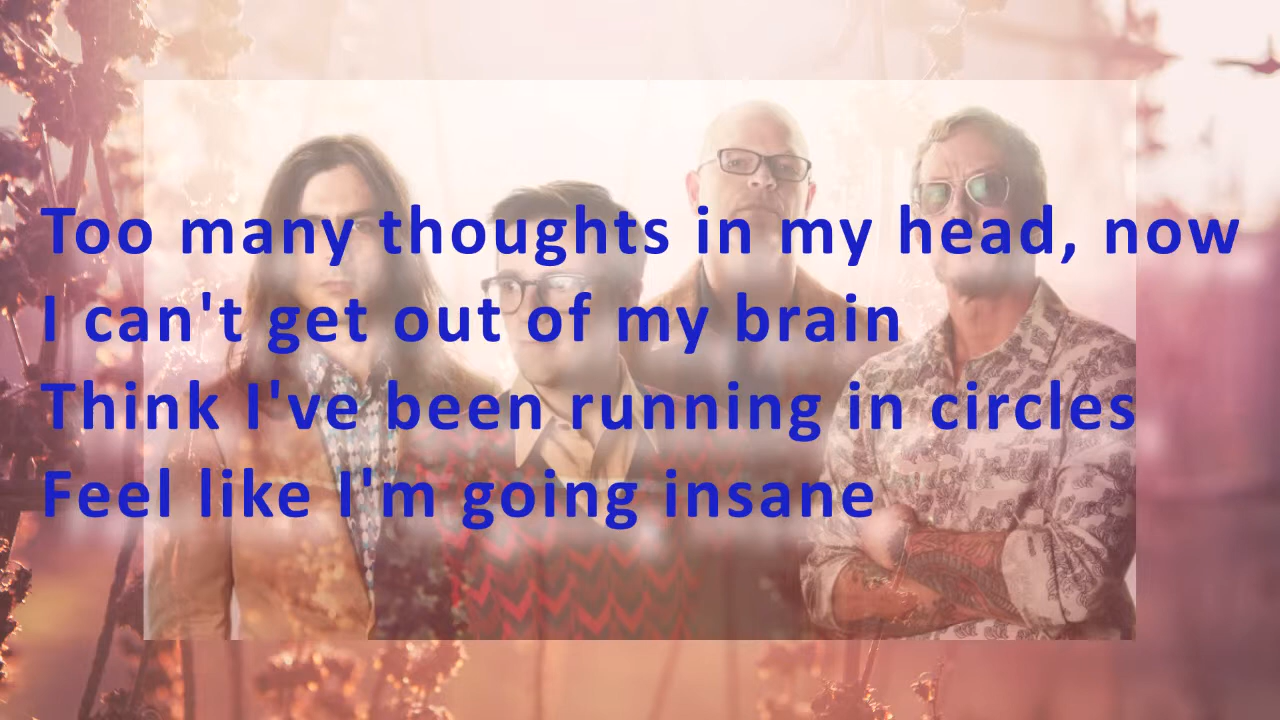 Too many thoughts in my head, now
I can't get out of my brain
Think I've been running in circles
Feel like I'm going insane